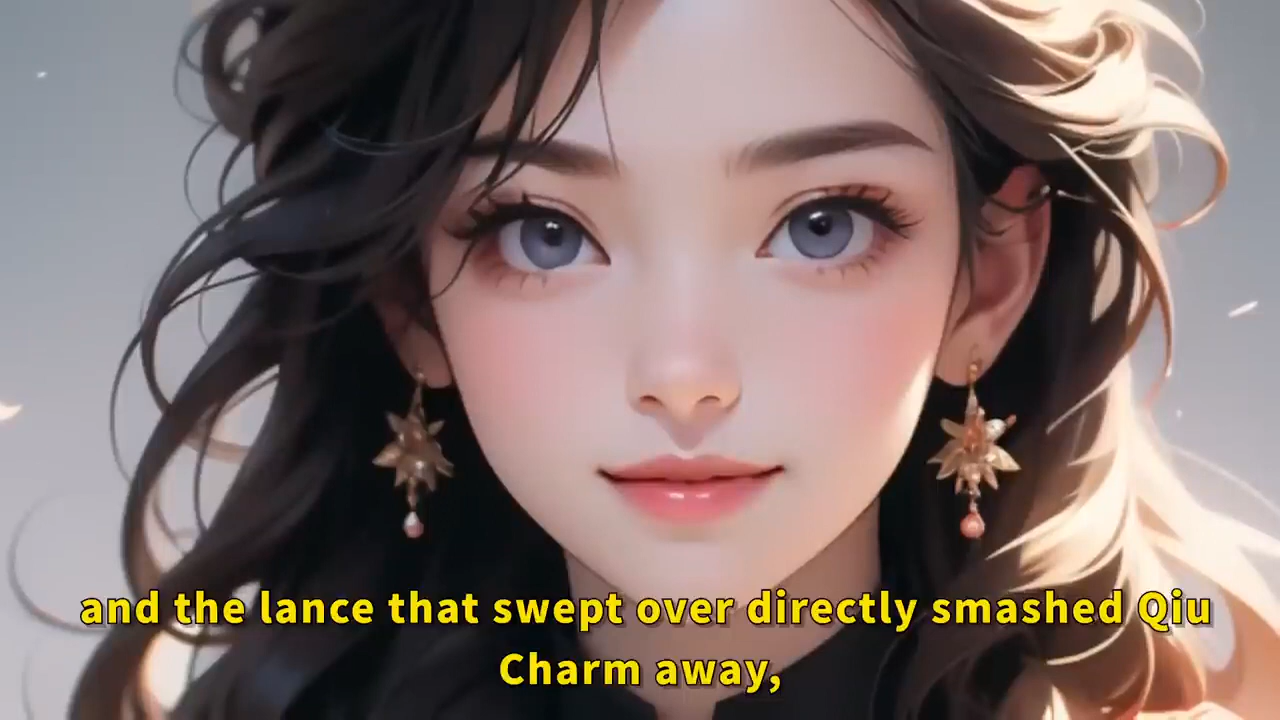 and the lance that swept over directly smashed Qiu
Charm away,